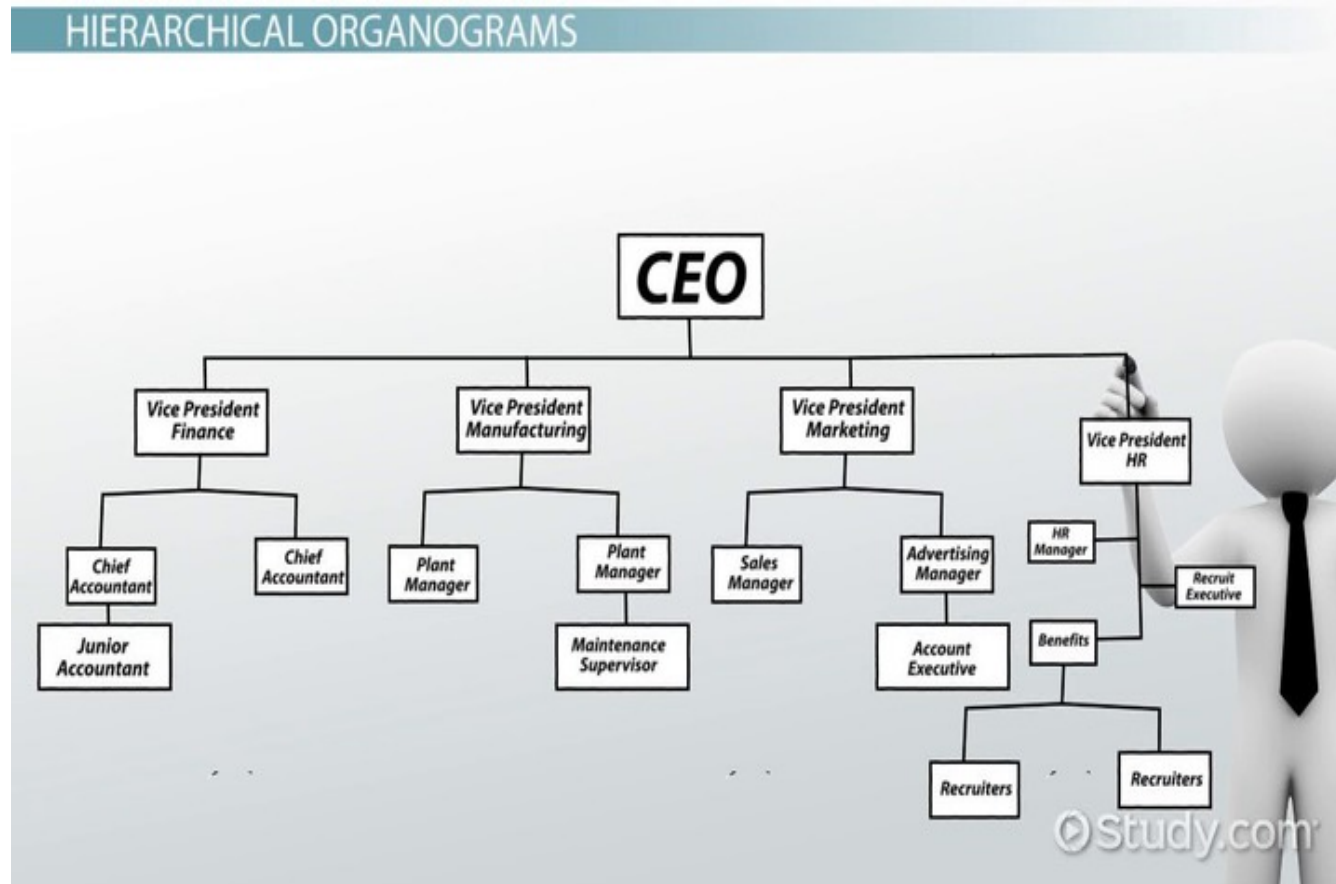 HIERARCHICAL ORGANOGRAMS
CEO
Vice President
Finance
Vice President
Manufacturing
Vice President
Marketing
Vice President
HR
Chief
Accountant
Chief
Accountant
Plant
Manager
Plant
Manager
Sales
Manager
Advertising
Manager
HR
Manager
Recruit
Executive
Junior
Accountant
Maintenance
Supervisor
Account
Executive
Benefits
Recruiters
Recruiters
Study.com